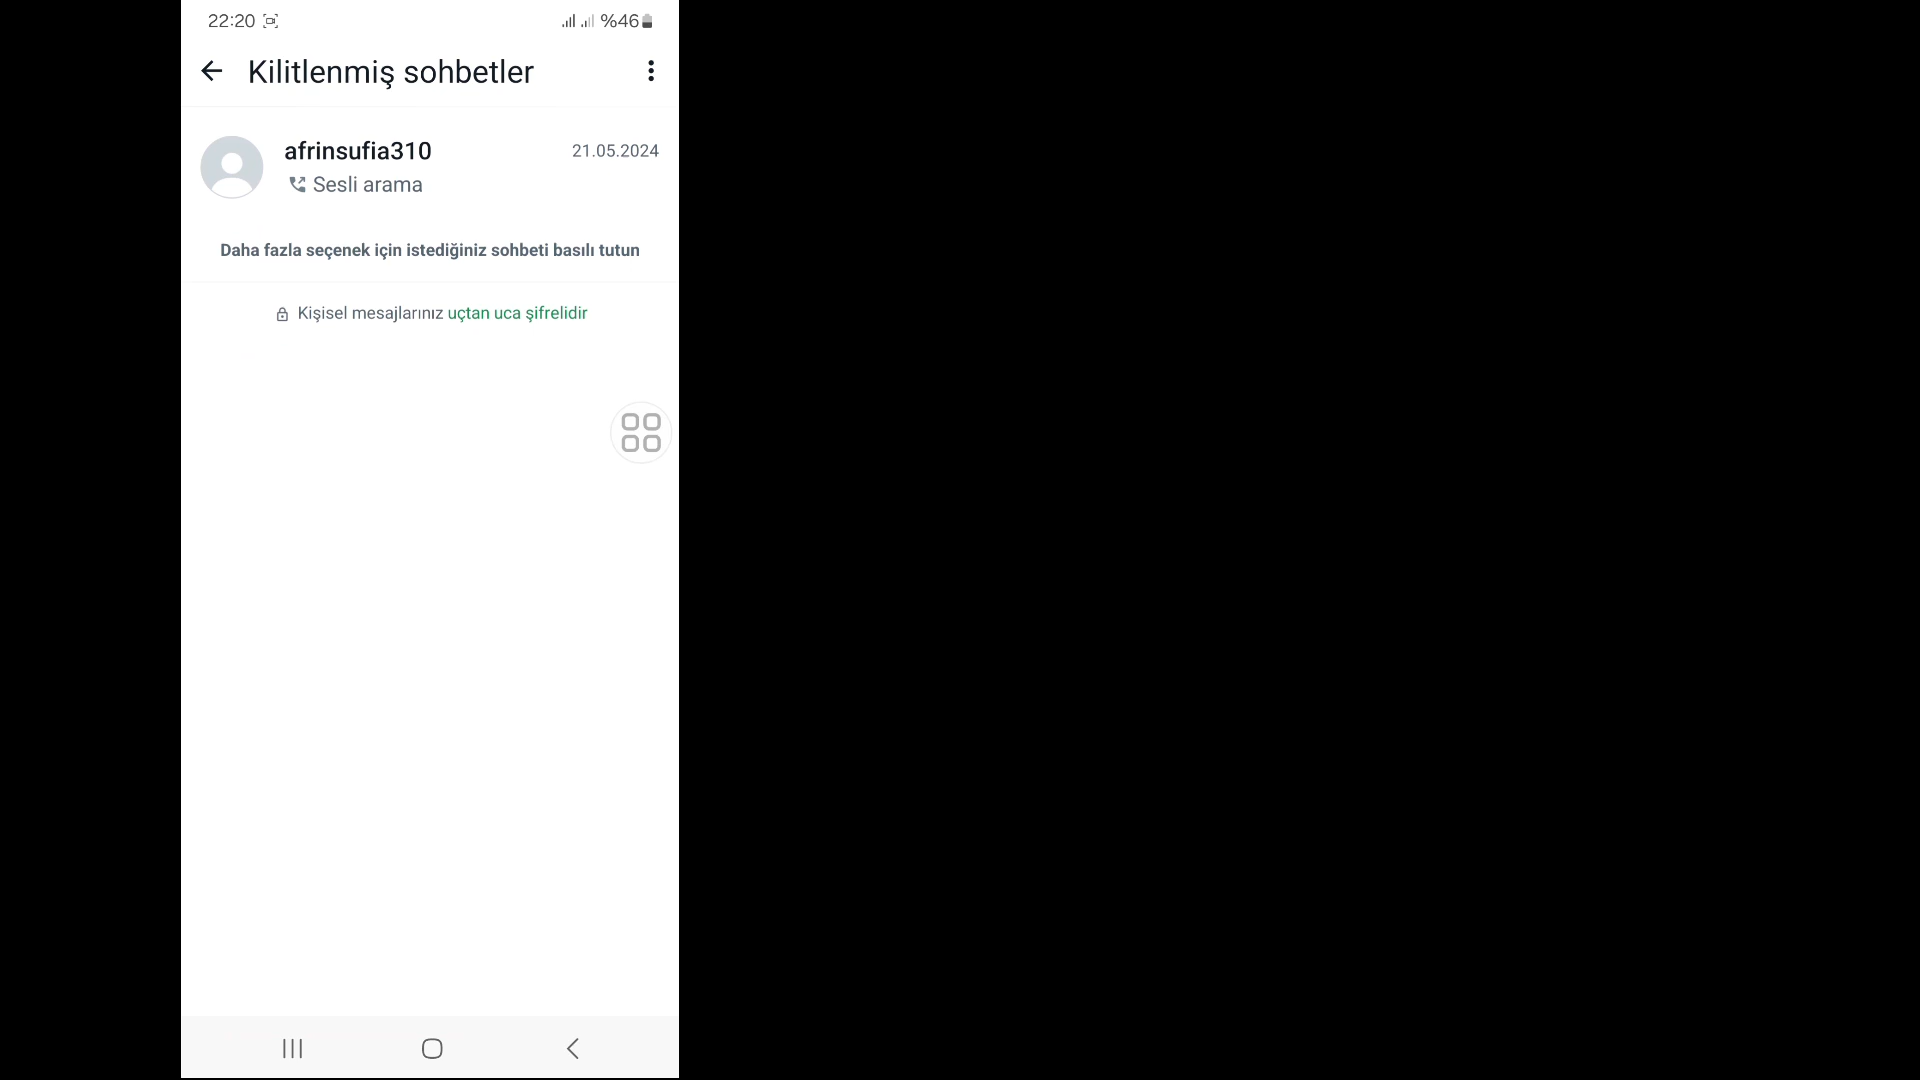 22:20 %46
Kilitlenmiş sohbetler
afrinsufia310 21.05.2024
Sesli arama
Daha fazla seçenek için istediğiniz sohbeti basılı tutun
Kişisel mesajlarınız uçtan uca şifrelidir